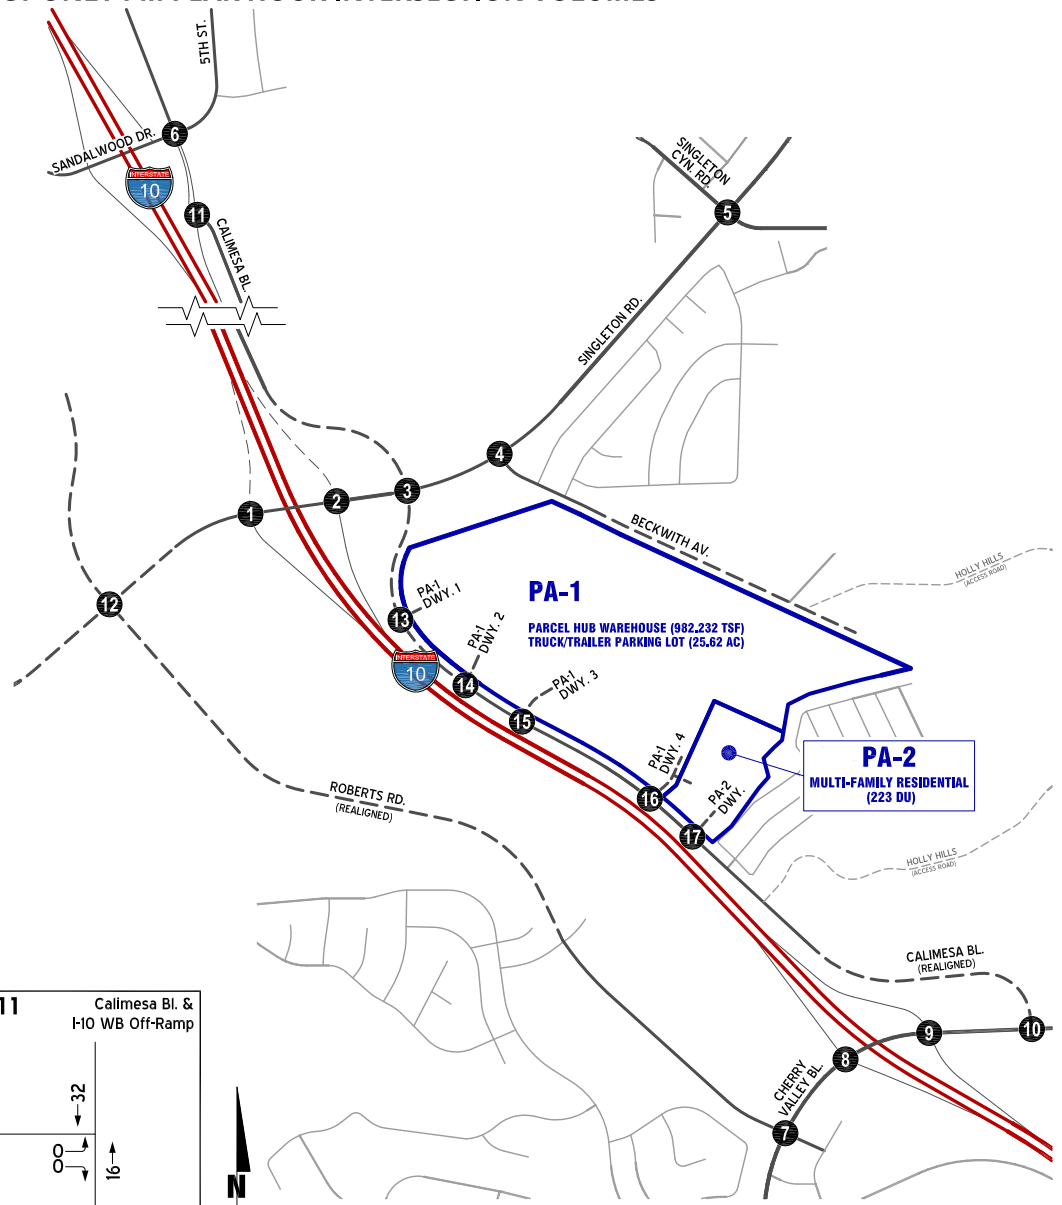 5TH ST.
SANDALWOOD DR.
6
INTERSTATE
10
11
CALIMESA BL.
SINGLETON
CYN. RD.
5
SINGLETON RD.
4
3
2
1
BECKWITH AV.
12
HOLLY HILLS
(ACCESS ROAD)
PA-1
DWY. 1
13
PA-1
PARCEL HUB WAREHOUSE (982.232 TSF)
TRUCK/TRAILER PARKING LOT (25.62 AC)
PA-1
DWY. 2
INTERSTATE
10
14
PA-1
DWY. 3
15
PA-1
DWY. 4
16
PA-2
DWY.
17
PA-2
MULTI-FAMILY RESIDENTIAL
(223 DU)
ROBERTS RD.
(REALIGNED)
HOLLY HILLS
(ACCESS ROAD)
CALIMESA BL.
(REALIGNED)
10
9
8
CHERRY
VALLEY BL.
7
11
Calimesa Bl. &
I-10 WB Off-Ramp
32
0
0
16
N